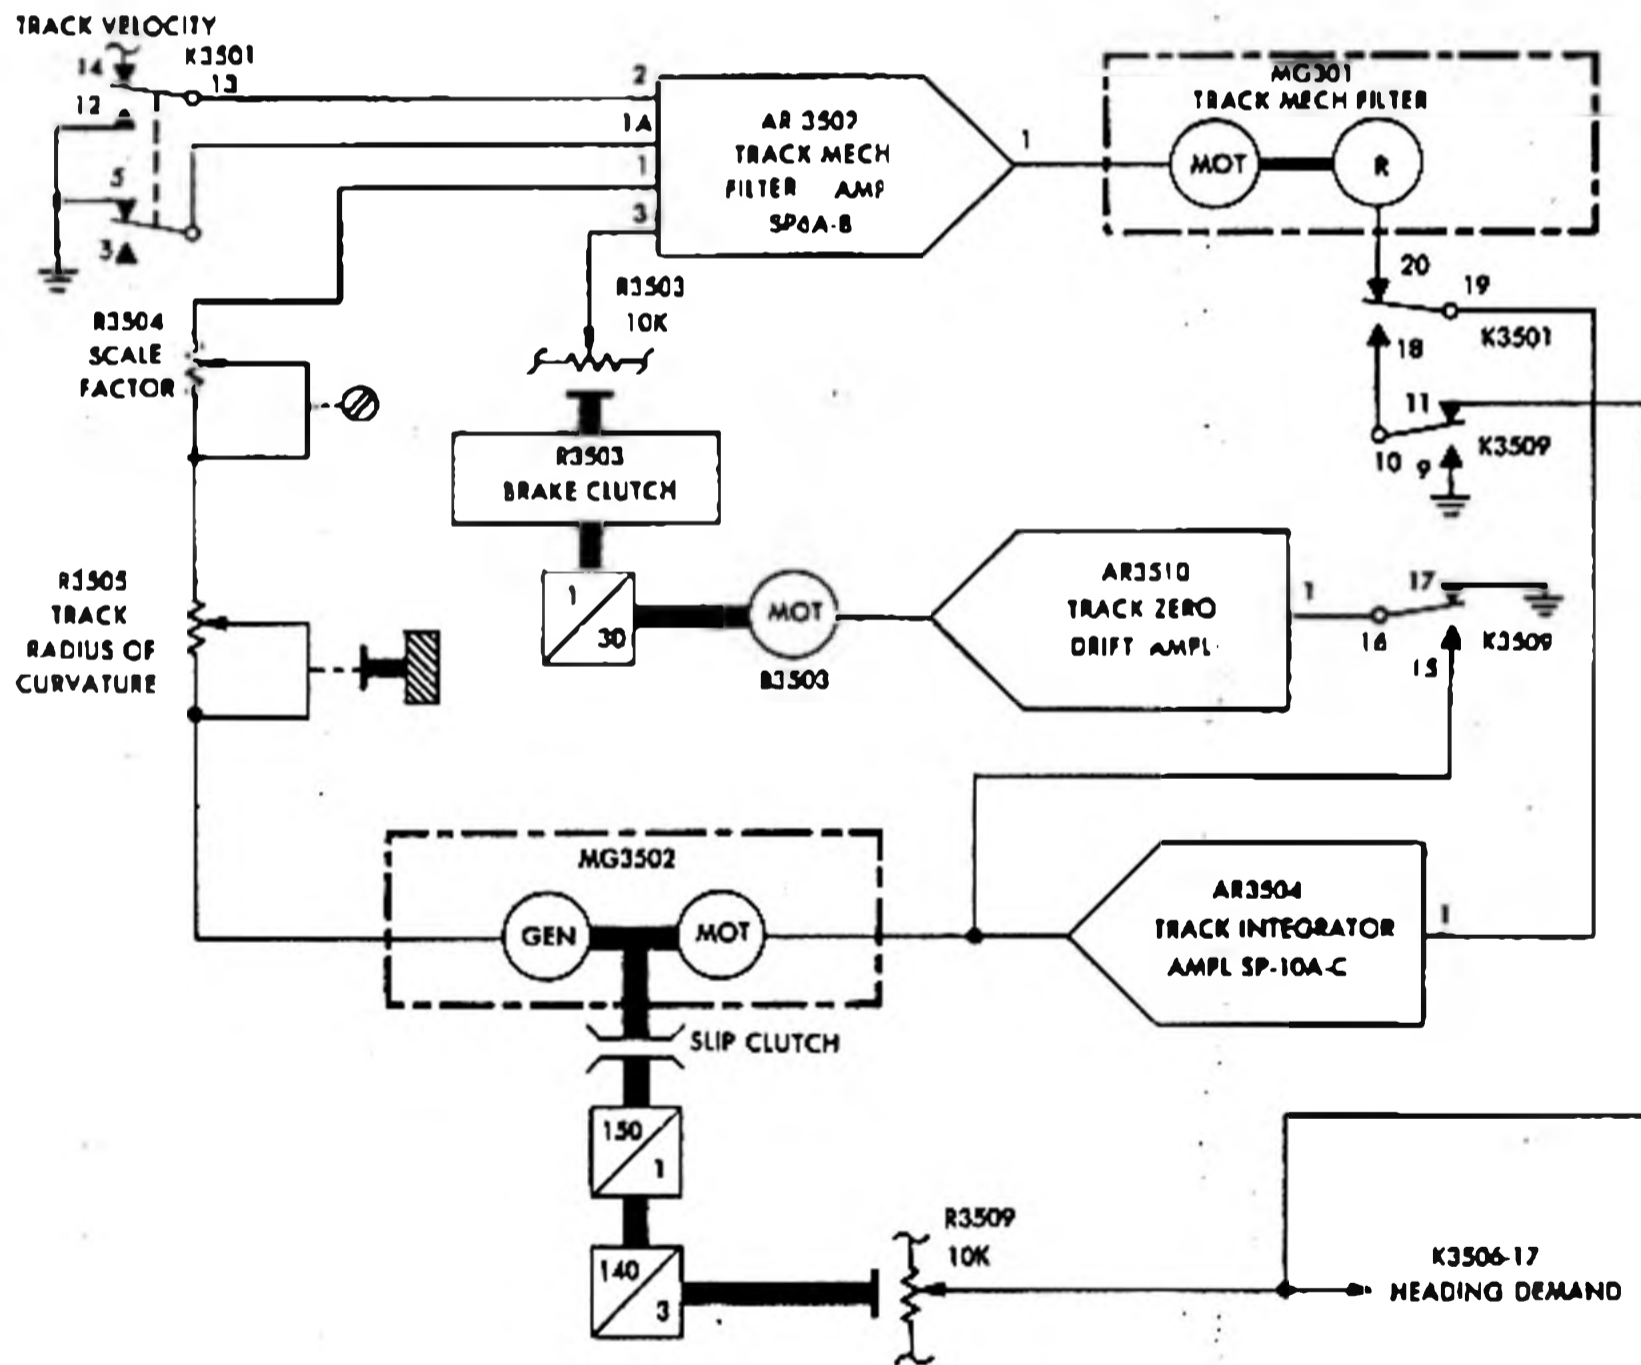 TRACK VELOCITY
K3501
14
13
12
5
3
2
1A
1
3
AR 3507
TRACK MECH
FILTER AMP
SP6A-B
1
MG301
TRACK MECH FILTER
MOT
R
20
19
K3501
18
11
K3509
10
9
R3504
SCALE
FACTOR
R3503
10K
R3503
BRAKE CLUTCH
1
30
MOT
B3503
AR3510
TRACK ZERO
DRIFT AMPL
1
17
16
K3509
15
R3505
TRACK
RADIUS OF
CURVATURE
MG3502
GEN
MOT
AR3504
TRACK INTEGRATOR
AMPL SP-10A-C
1
SLIP CLUTCH
150
1
140
3
R3509
10K
K3506-17
HEADING DEMAND